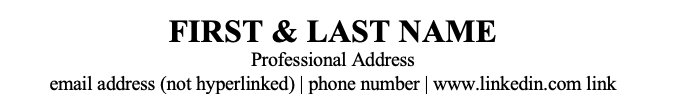 FIRST & LAST NAME
Professional Address
email address (not hyperlinked) | phone number | www.linkedin.com link